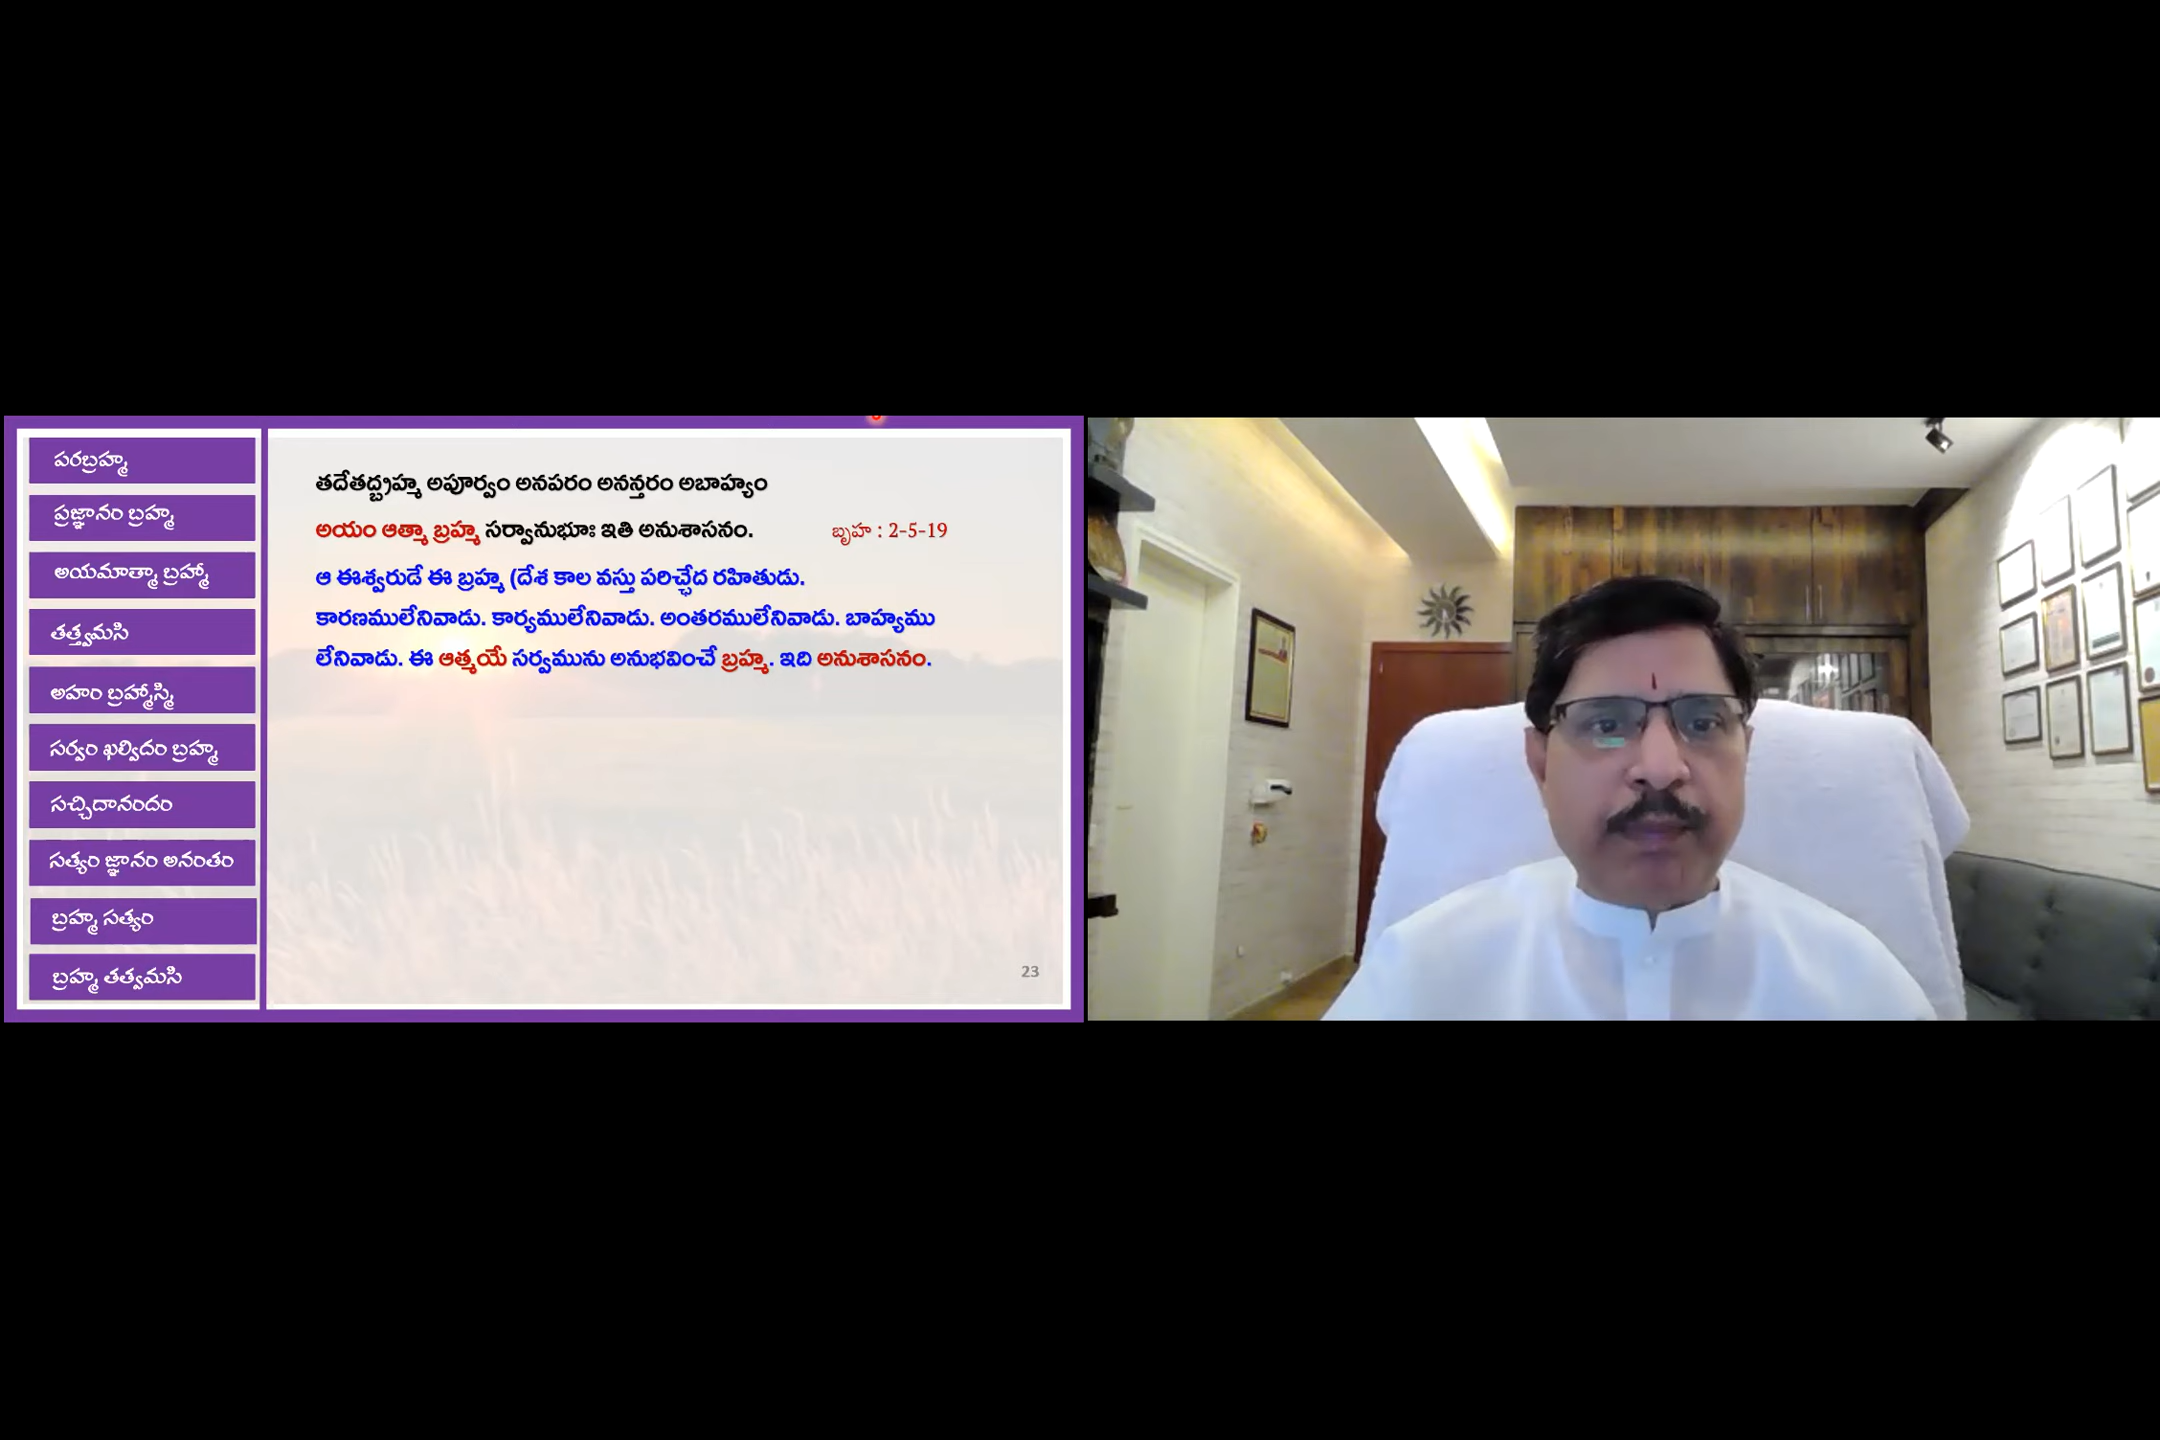 పరబ్రహ్మ
ప్రజ్ఞానం బ్రహ్మ
అయమాత్మా బ్రహ్మా
తత్త్వమసి
అహం బ్రహ్మాస్మి
సర్వం ఖల్విదం బ్రహ్మ
సచ్చిదానందం
సత్యం జ్ఞానం అనంతం
బ్రహ్మ సత్యం
బ్రహ్మ తత్వమసి
తదేతద్బ్రహ్మ అపూర్వం అనపరం అనన్తరం అబాహ్యం
అయం ఆత్మా బ్రహ్మ సర్వానుభూః ఇతి అనుశాసనం. బృహ : 2-5-19
ఆ ఈశ్వరుడే ఈ బ్రహ్మ (దేశ కాల వస్తు పరిచ్ఛేద రహితుడు.
కారణములేనివాడు. కార్యములేనివాడు. అంతరములేనివాడు. బాహ్యము
లేనివాడు. ఈ ఆత్మయే సర్వమును అనుభవించే బ్రహ్మ. ఇది అనుశాసనం.
23